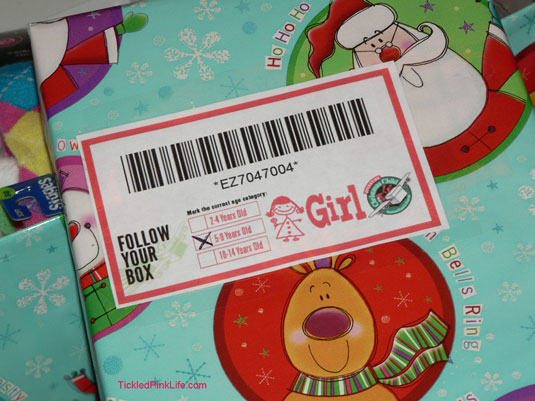 Ho Ho Ho
*EZ7047004*
Mark the correct age category:
2-4 Years Old
5-9 Years Old
10-14 Years Old
FOLLOW
YOUR
BOX
Girl
Bells Ring
TickledPinkLife.com